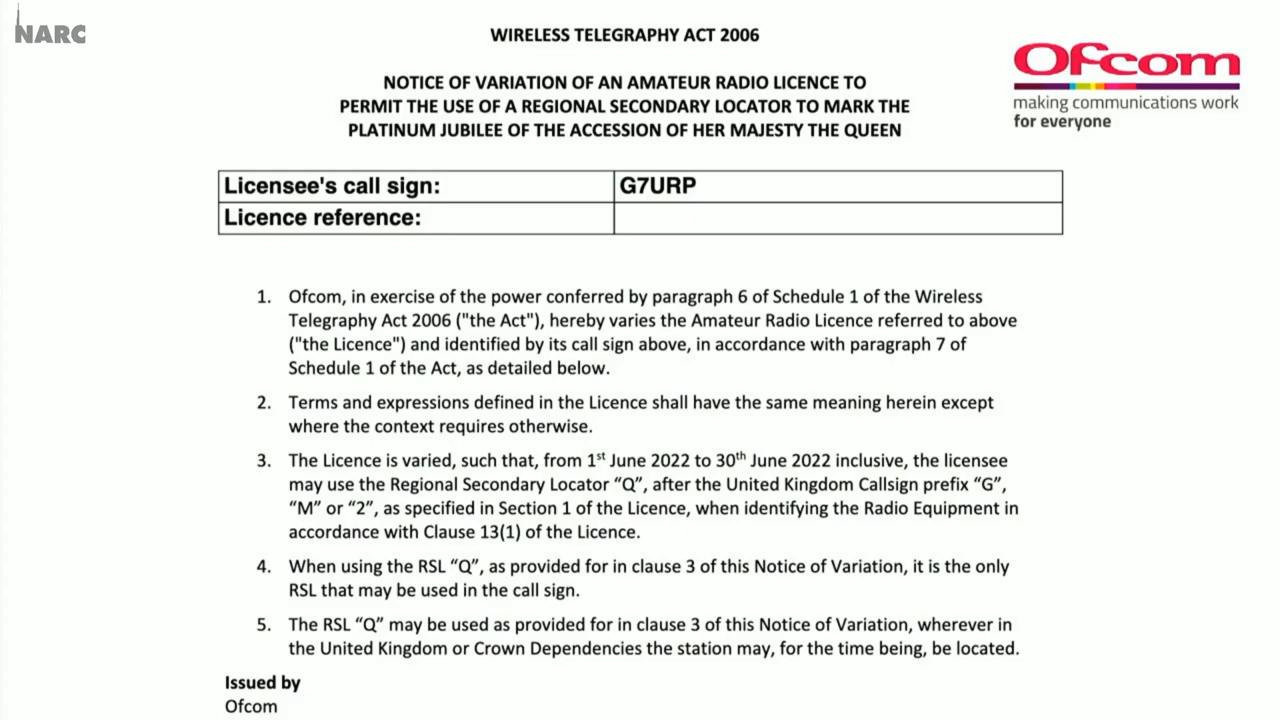 NARC
WIRELESS TELEGRAPHY ACT 2006
Ofcom
making communications work
for everyone
NOTICE OF VARIATION OF AN AMATEUR RADIO LICENCE TO
PERMIT THE USE OF A REGIONAL SECONDARY LOCATOR TO MARK THE
PLATINUM JUBILEE OF THE ACCESSION OF HER MAJESTY THE QUEEN
Licensee's call sign: G7URP
Licence reference:
1. Ofcom, in exercise of the power conferred by paragraph 6 of Schedule 1 of the Wireless
Telegraphy Act 2006 ("the Act"), hereby varies the Amateur Radio Licence referred to above
("the Licence") and identified by its call sign above, in accordance with paragraph 7 of
Schedule 1 of the Act, as detailed below.
2. Terms and expressions defined in the Licence shall have the same meaning herein except
where the context requires otherwise.
3. The Licence is varied, such that, from 1st June 2022 to 30th June 2022 inclusive, the licensee
may use the Regional Secondary Locator “Q”, after the United Kingdom Callsign prefix “G”,
“M” or “2”, as specified in Section 1 of the Licence, when identifying the Radio Equipment in
accordance with Clause 13(1) of the Licence.
4. When using the RSL “Q”, as provided for in clause 3 of this Notice of Variation, it is the only
RSL that may be used in the call sign.
5. The RSL “Q” may be used as provided for in clause 3 of this Notice of Variation, wherever in
the United Kingdom or Crown Dependencies the station may, for the time being, be located.
Issued by
Ofcom